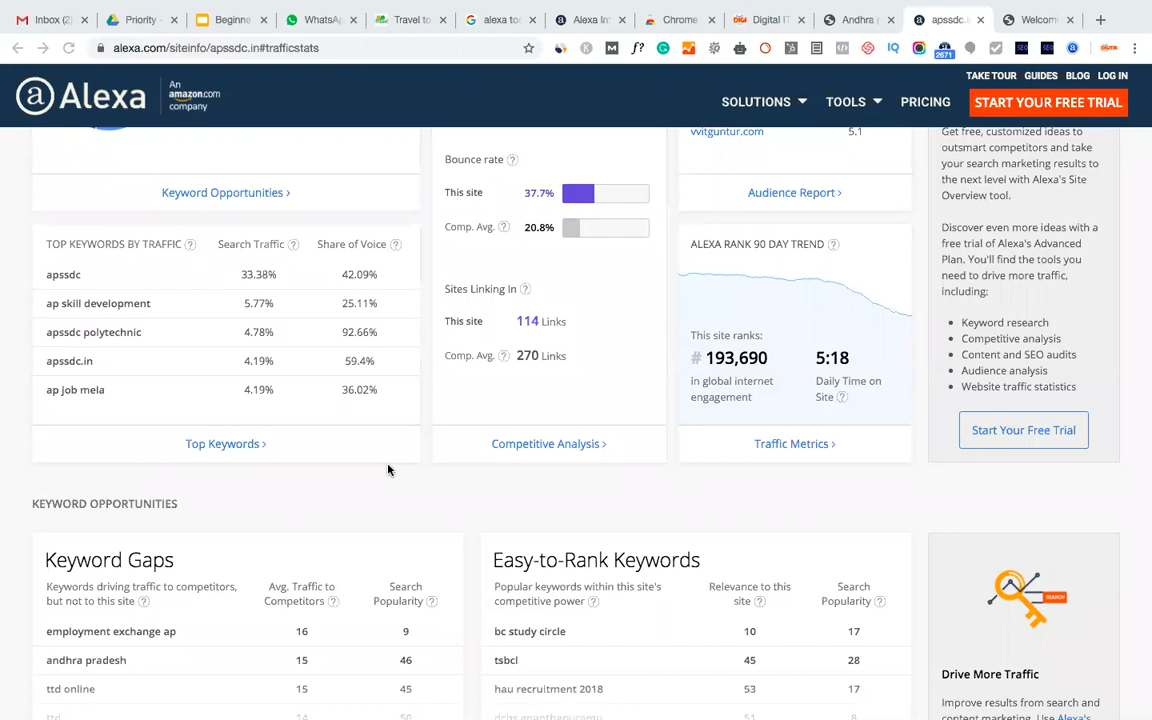 Inbox (2)
Priority -
Beginne
WhatsA
Travel to
alexa too
Alexa In
Chrome
Digital IT
Andhra p
apssdc.i
Welcom
alexa.com/siteinfo/apssdc.in#trafficstats
2671
Alexa
An amazon.com company
TAKE TOUR GUIDES BLOG LOG IN
SOLUTIONS TOOLS PRICING START YOUR FREE TRIAL
Keyword Opportunities ›
TOP KEYWORDS BY TRAFFIC Search Traffic Share of Voice
apssdc 33.38% 42.09%
ap skill development 5.77% 25.11%
apssdc polytechnic 4.78% 92.66%
apssdc.in 4.19% 59.4%
ap job mela 4.19% 36.02%
Top Keywords ›
Bounce rate
This site 37.7%
Comp. Avg. 20.8%
Sites Linking In
This site 114 Links
Comp. Avg. 270 Links
Competitive Analysis ›
vvitguntur.com 5.1
Audience Report ›
ALEXA RANK 90 DAY TREND
This site ranks:
# 193,690 5:18
in global internet engagement
Daily Time on Site
Traffic Metrics ›
Get free, customized ideas to
outsmart competitors and take
your search marketing results to
the next level with Alexa's Site
Overview tool.
Discover even more ideas with a
free trial of Alexa's Advanced
Plan. You'll find the tools you
need to drive more traffic,
including:
• Keyword research
• Competitive analysis
• Content and SEO audits
• Audience analysis
• Website traffic statistics
Start Your Free Trial
KEYWORD OPPORTUNITIES
Keyword Gaps
Keywords driving traffic to competitors, but not to this site
Avg. Traffic to Competitors
Search Popularity
employment exchange ap 16 9
andhra pradesh 15 46
ttd online 15 45
ttd 14 50
Easy-to-Rank Keywords
Popular keywords within this site's competitive power
Relevance to this site
Search Popularity
bc study circle 10 17
tsbcl 45 28
hau recruitment 2018 53 17
dchs ananthapuramu 51 8
SEARCH
Drive More Traffic
Improve results from search and
content marketing. Use Alexa's